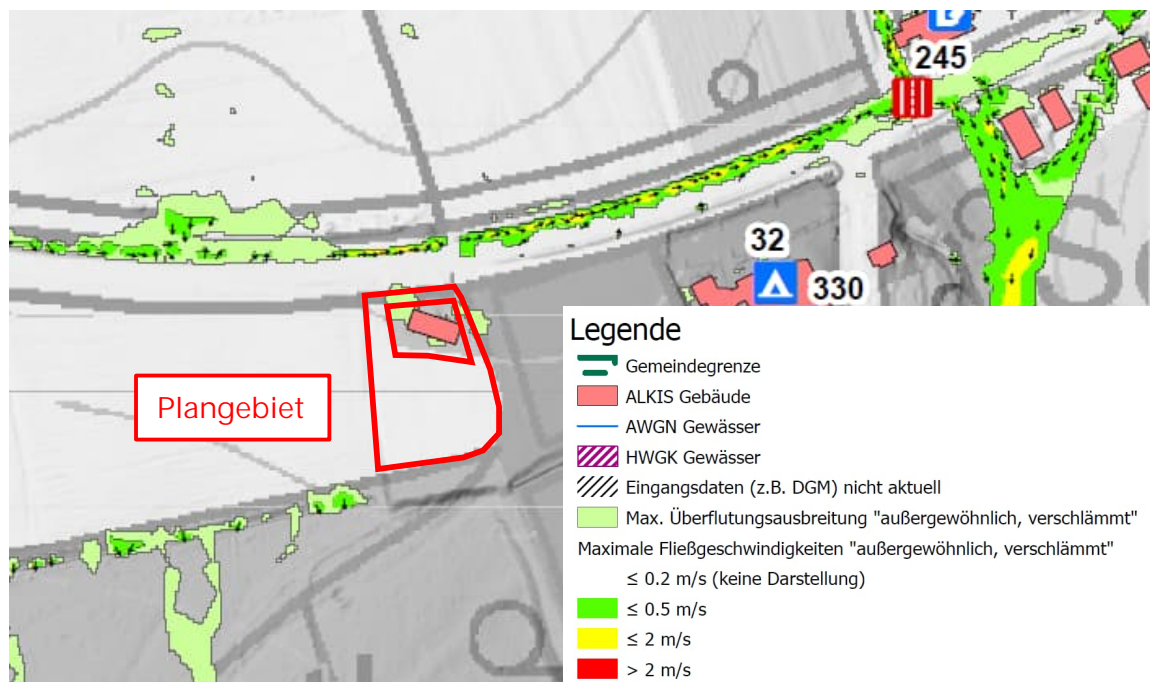 245
32
330
Plangebiet
Legende
Gemeindegrenze
ALKIS Gebäude
AWGN Gewässer
HWGK Gewässer
Eingangsdaten (z.B. DGM) nicht aktuell
Max. Überflutungsausbreitung "außergewöhnlich, verschlämmt"
Maximale Fließgeschwindigkeiten "außergewöhnlich, verschlämmt"
≤ 0.2 m/s (keine Darstellung)
≤ 0.5 m/s
≤ 2 m/s
> 2 m/s